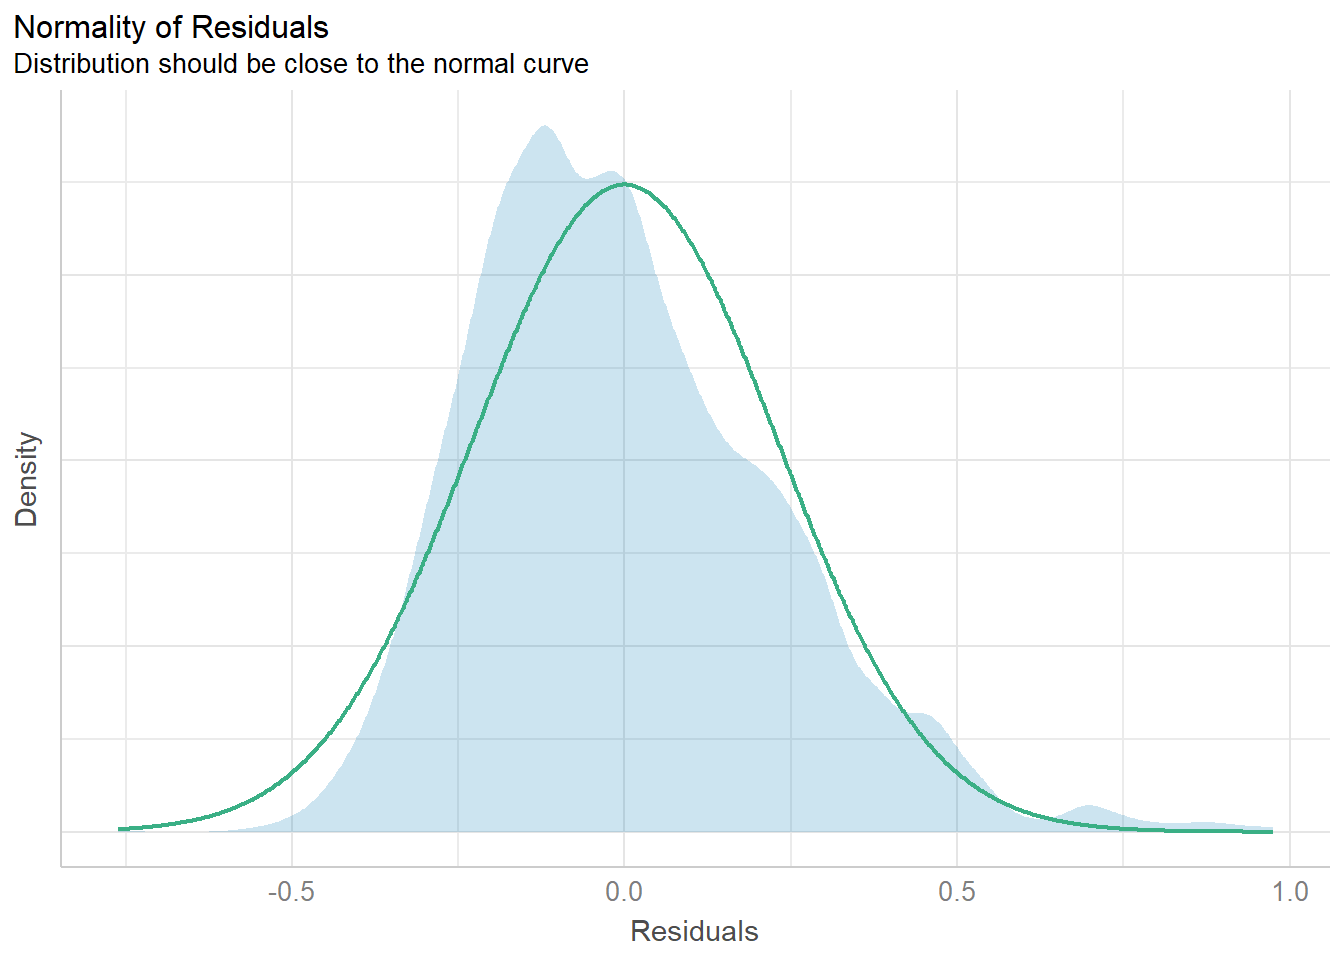 Normality of Residuals
Distribution should be close to the normal curve
Density
-0.5 0.0 0.5 1.0
Residuals